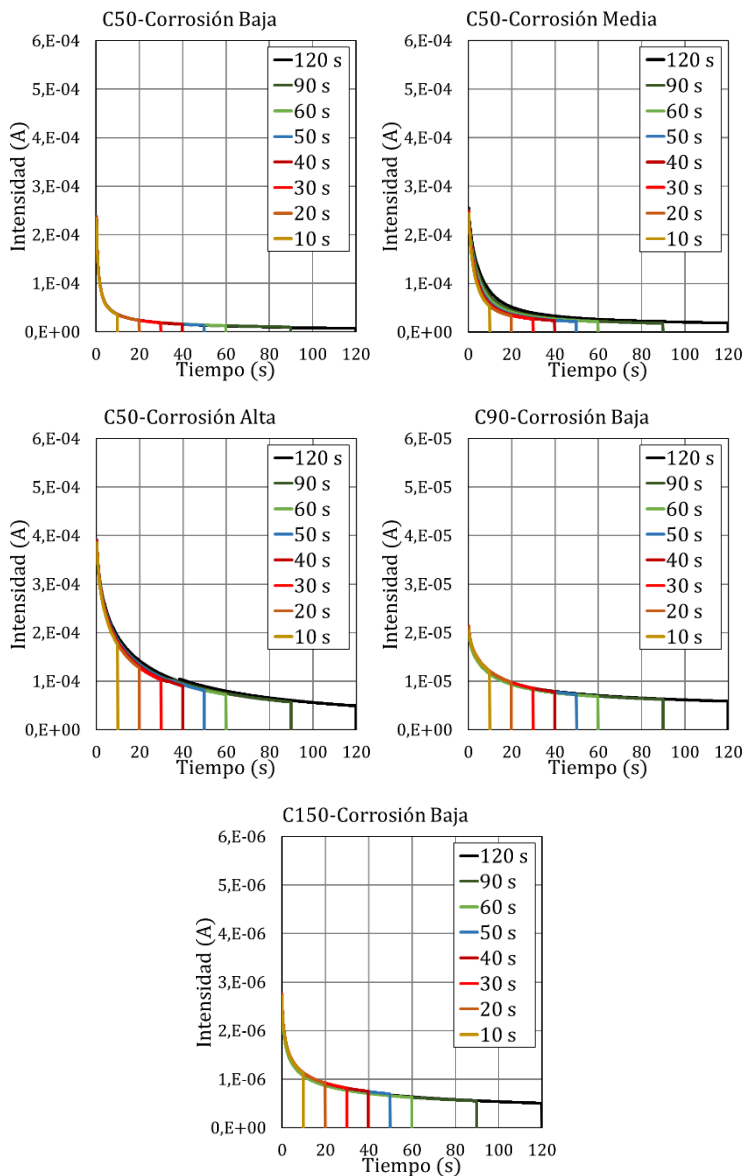 C50-Corrosión Baja
6,E-04
5,E-04
4,E-04
3,E-04
2,E-04
1,E-04
0,E+00
Intensidad (A)
0 20 40 60 80 100 120
Tiempo (s)
120 s
90 s
60 s
50 s
40 s
30 s
20 s
10 s
C50-Corrosión Media
6,E-04
5,E-04
4,E-04
3,E-04
2,E-04
1,E-04
0,E+00
Intensidad (A)
0 20 40 60 80 100 120
Tiempo (s)
120 s
90 s
60 s
50 s
40 s
30 s
20 s
10 s
C50-Corrosión Alta
6,E-04
5,E-04
4,E-04
3,E-04
2,E-04
1,E-04
0,E+00
Intensidad (A)
0 20 40 60 80 100 120
Tiempo (s)
120 s
90 s
60 s
50 s
40 s
30 s
20 s
10 s
C90-Corrosión Baja
6,E-05
5,E-05
4,E-05
3,E-05
2,E-05
1,E-05
0,E+00
Intensidad (A)
0 20 40 60 80 100 120
Tiempo (s)
120 s
90 s
60 s
50 s
40 s
30 s
20 s
10 s
C150-Corrosión Baja
6,E-06
5,E-06
4,E-06
3,E-06
2,E-06
1,E-06
0,E+00
Intensidad (A)
0 20 40 60 80 100 120
Tiempo (s)
120 s
90 s
60 s
50 s
40 s
30 s
20 s
10 s